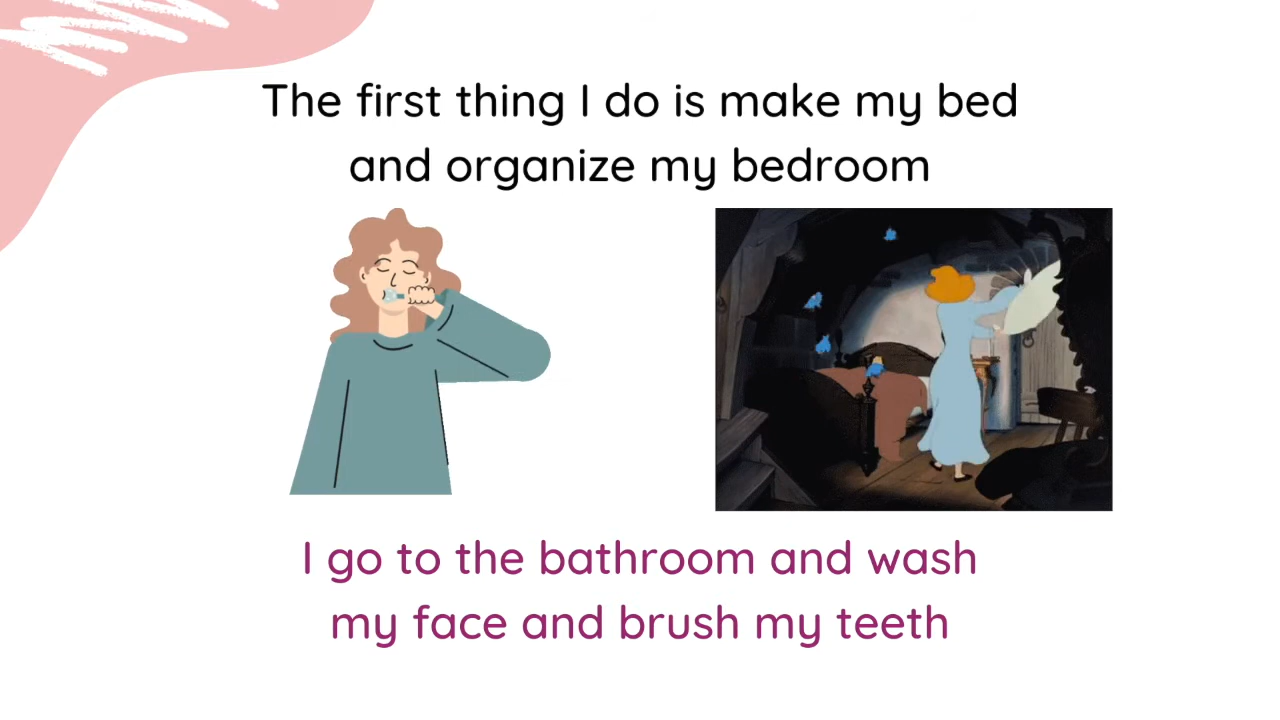 The first thing I do is make my bed
and organize my bedroom
I go to the bathroom and wash
my face and brush my teeth